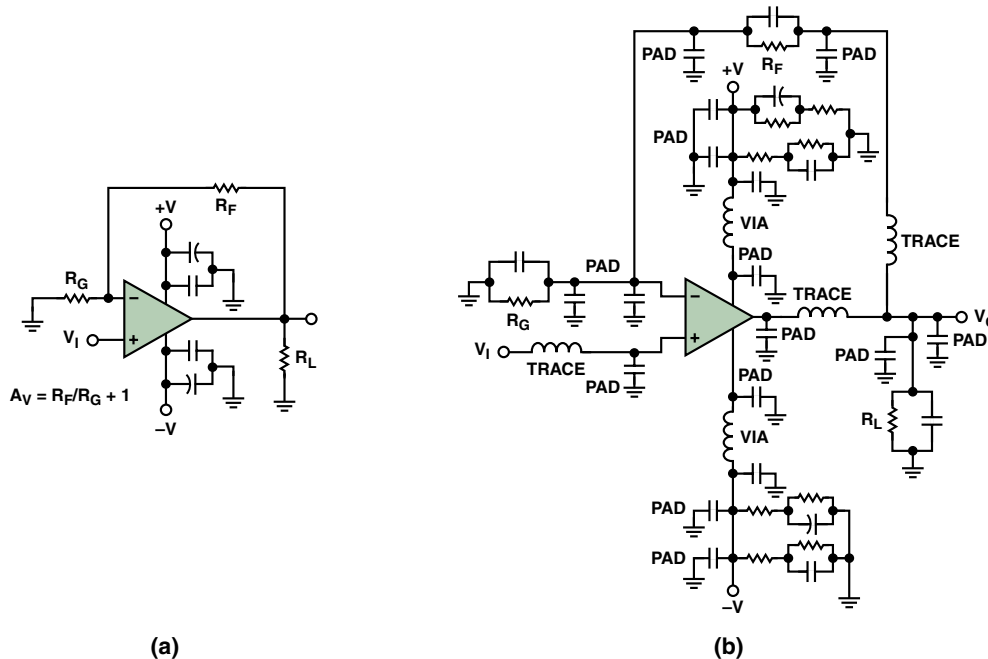 +V
R_F
R_G
V_I
R_L
A_V = R_F/R_G + 1
–V
(a)
PAD
R_F
PAD
+V
PAD
VIA
TRACE
PAD
PAD
TRACE
R_G
V_I
TRACE
PAD
PAD
PAD
PAD
V_O
R_L
PAD
VIA
PAD
PAD
–V
(b)